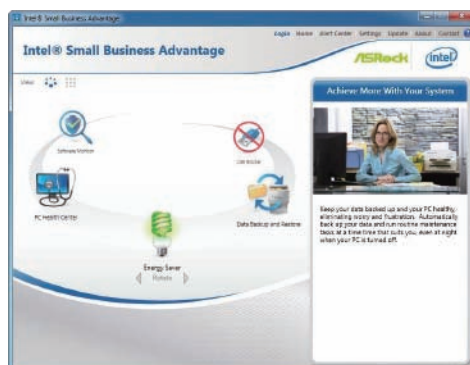 Intel® Small Business Advantage
Login Home Alert Center Settings Update About Contact
Intel® Small Business Advantage
ASRock
intel
View:
Achieve More With Your System
Software Monitor
USB Blocker
PC Health Center
Data Backup and Restore
Energy Saver
Details
Keep your data backed up and your PC healthy,
eliminating worry and frustration. Automatically
back up your data and run routine maintenance
tasks at a time that suits you, even at night
when your PC is turned off.